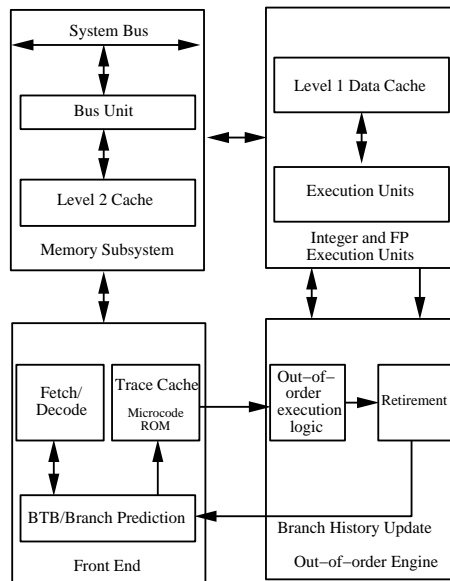 System Bus
Bus Unit
Level 2 Cache
Memory Subsystem
Level 1 Data Cache
Execution Units
Integer and FP
Execution Units
Fetch/
Decode
Trace Cache
Microcode
ROM
BTB/Branch Prediction
Front End
Out−of−
order
execution
logic
Retirement
Branch History Update
Out−of−order Engine